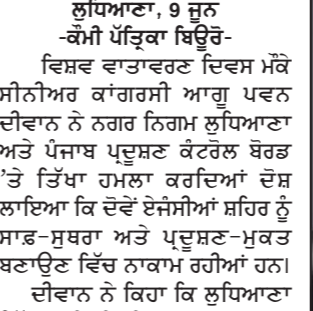 ਲੁਧਿਆਣਾ, 9 ਜੂਨ
-ਕੌਮੀ ਪੱਤ੍ਰਿਕਾ ਬਿਊਰੋ-
ਵਿਸ਼ਵ ਵਾਤਾਵਰਣ ਦਿਵਸ ਮੌਕੇ
ਸੀਨੀਅਰ ਕਾਂਗਰਸੀ ਆਗੂ ਪਵਨ
ਦੀਵਾਨ ਨੇ ਨਗਰ ਨਿਗਮ ਲੁਧਿਆਣਾ
ਅਤੇ ਪੰਜਾਬ ਪ੍ਰਦੂਸ਼ਣ ਕੰਟਰੋਲ ਬੋਰਡ
'ਤੇ ਤਿੱਖਾ ਹਮਲਾ ਕਰਦਿਆਂ ਦੋਸ਼
ਲਾਇਆ ਕਿ ਦੋਵੇਂ ਏਜੰਸੀਆਂ ਸ਼ਹਿਰ ਨੂੰ
ਸਾਫ਼-ਸੁਥਰਾ ਅਤੇ ਪ੍ਰਦੂਸ਼ਣ-ਮੁਕਤ
ਬਣਾਉਣ ਵਿੱਚ ਨਾਕਾਮ ਰਹੀਆਂ ਹਨ।
ਦੀਵਾਨ ਨੇ ਕਿਹਾ ਕਿ ਲੁਧਿਆਣਾ